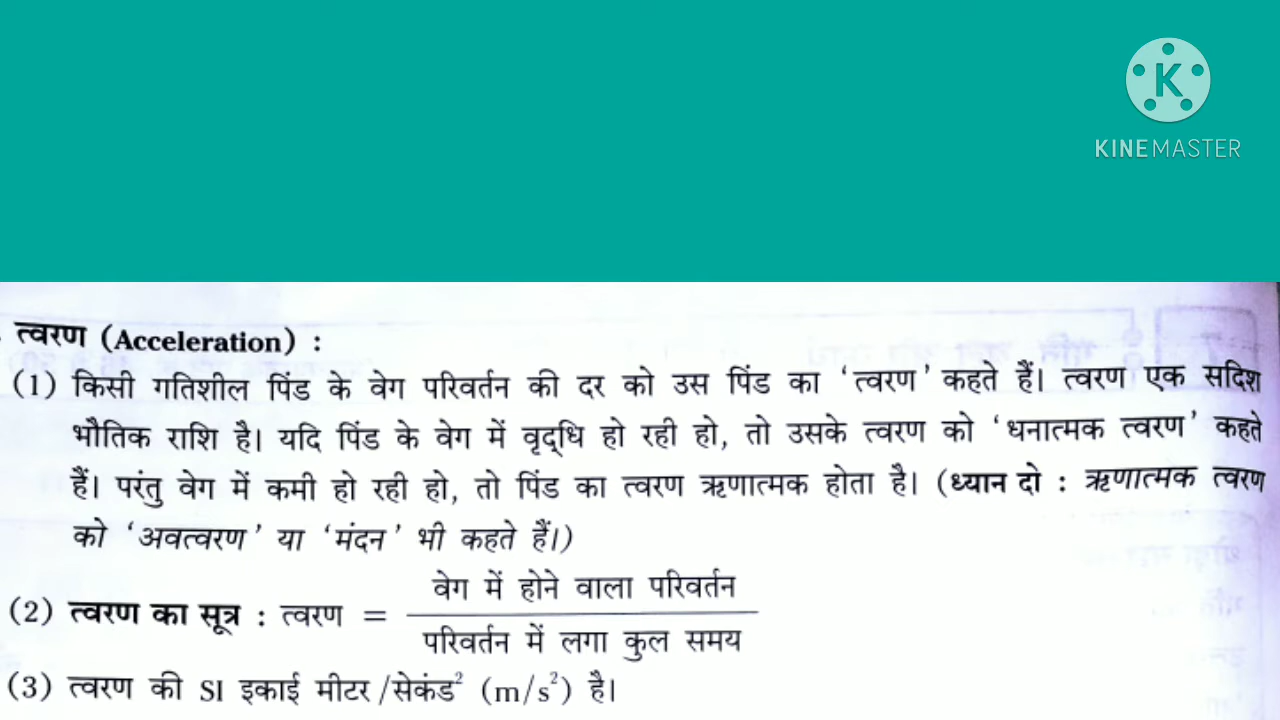 K
KINEMASTER
त्वरण (Acceleration) :
(1) किसी गतिशील पिंड के वेग परिवर्तन की दर को उस पिंड का ‘त्वरण’ कहते हैं। त्वरण एक सदिश
भौतिक राशि है। यदि पिंड के वेग में वृद्‌धि हो रही हो, तो उसके त्वरण को ‘धनात्मक त्वरण’ कहते
हैं। परंतु वेग में कमी हो रही हो, तो पिंड का त्वरण ऋणात्मक होता है। (ध्यान दो : ऋणात्मक त्वरण
को ‘अवत्वरण’ या ‘मंदन’ भी कहते हैं।)
(2) त्वरण का सूत्र : त्वरण = वेग में होने वाला परिवर्तन
परिवर्तन में लगा कुल समय
(3) त्वरण की SI इकाई मीटर/सेकंड² (m/s²) है।